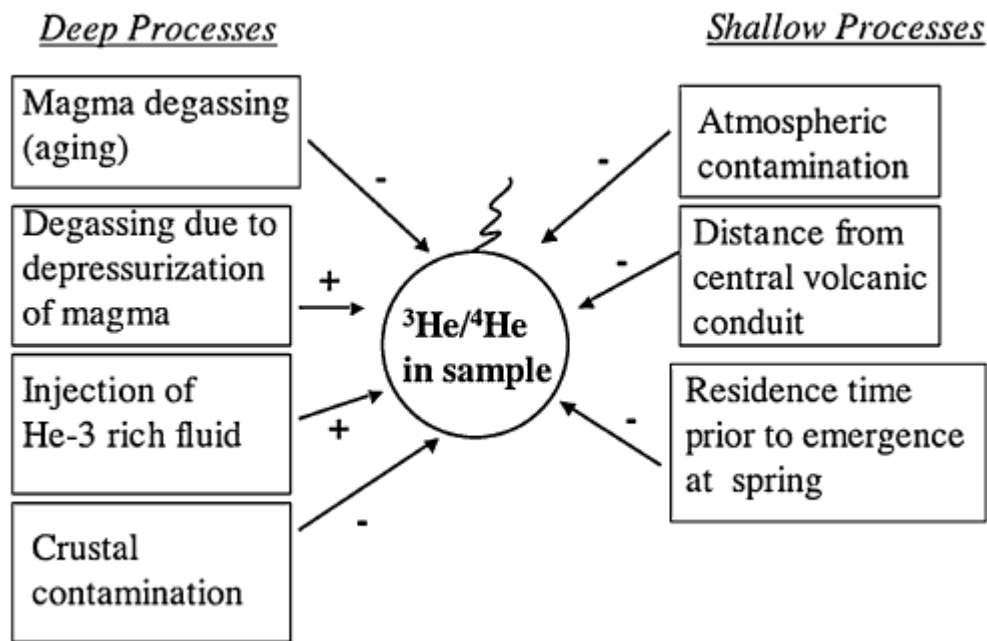 Deep Processes
Magma degassing
(aging)
-
Degassing due to
depressurization
of magma
+
Injection of
He-3 rich fluid
+
Crustal
contamination
-
³He/⁴He
in sample
Shallow Processes
Atmospheric
contamination
-
Distance from
central volcanic
conduit
-
Residence time
prior to emergence
at spring
-